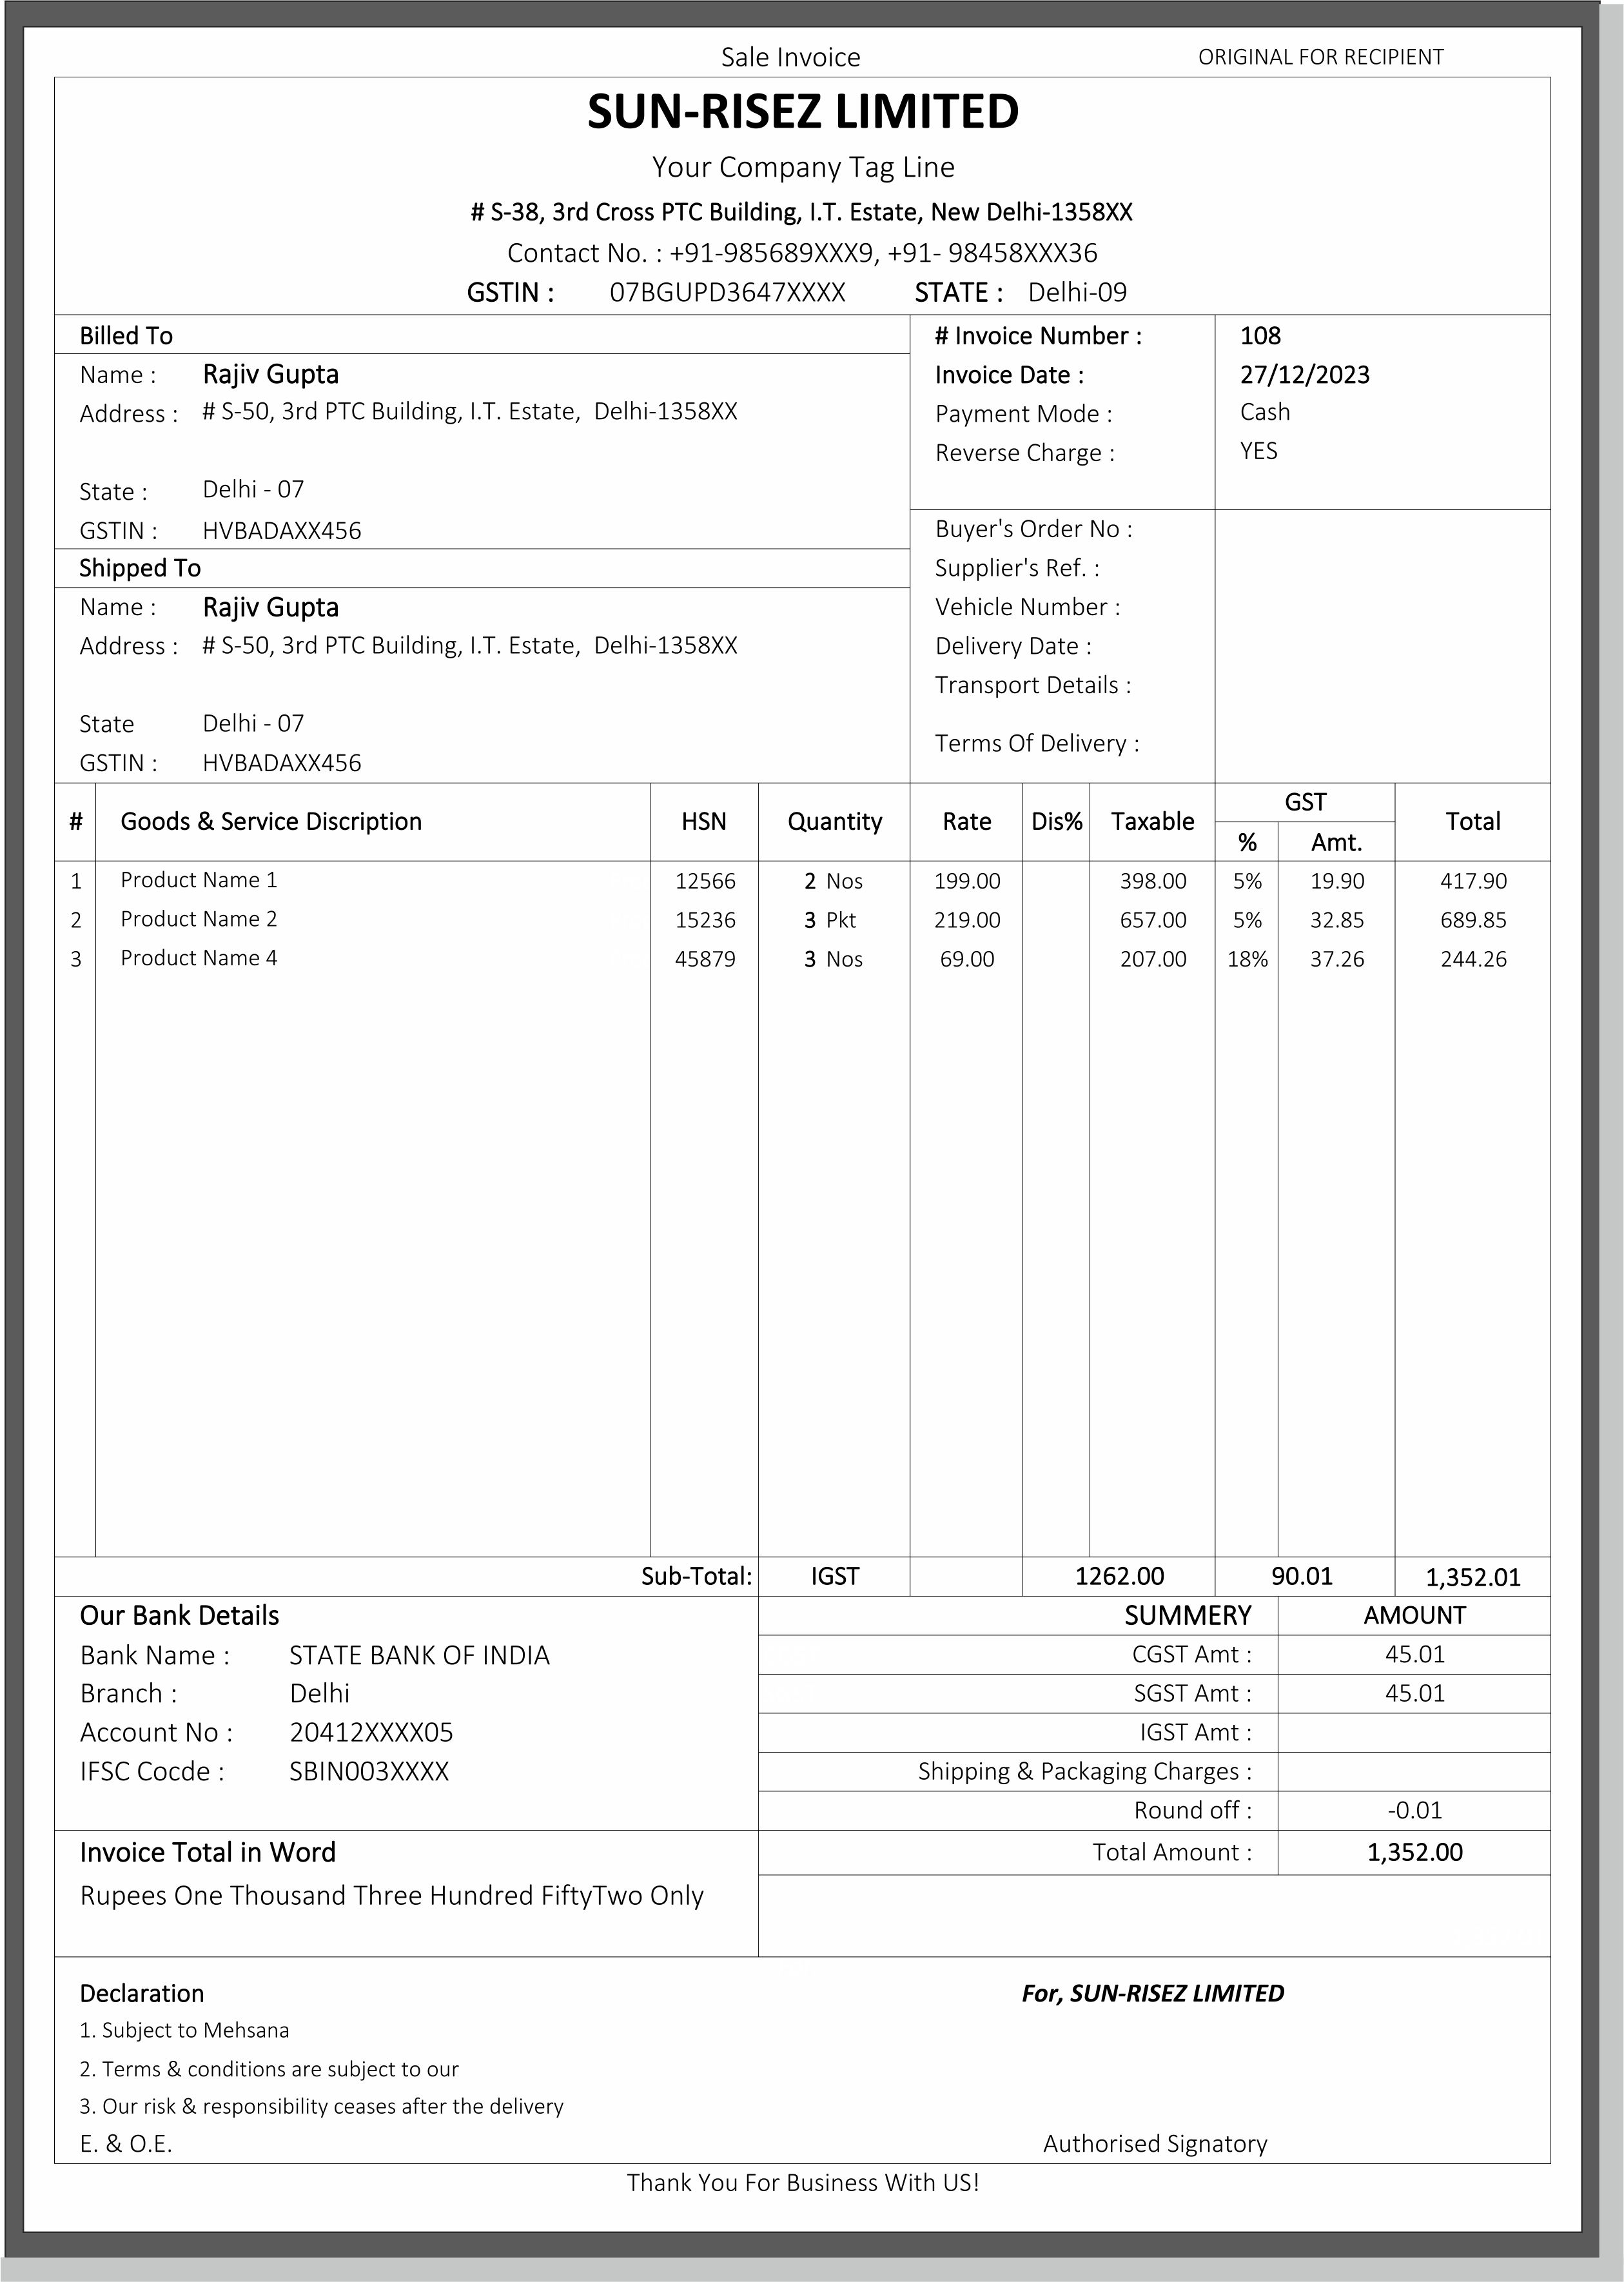 Sale Invoice ORIGINAL FOR RECIPIENT
SUN-RISEZ LIMITED
Your Company Tag Line
# S-38, 3rd Cross PTC Building, I.T. Estate, New Delhi-1358XX
Contact No. : +91-985689XXX9, +91- 98458XXX36
GSTIN : 07BGUPD3647XXXX STATE : Delhi-09
Billed To # Invoice Number : 108
Name : Rajiv Gupta Invoice Date : 27/12/2023
Address : # S-50, 3rd PTC Building, I.T. Estate, Delhi-1358XX Payment Mode : Cash
Reverse Charge : YES
State : Delhi - 07
GSTIN : HVBADAXX456 Buyer's Order No :
Shipped To Supplier's Ref. :
Name : Rajiv Gupta Vehicle Number :
Address : # S-50, 3rd PTC Building, I.T. Estate, Delhi-1358XX Delivery Date :
Transport Details :
State Delhi - 07 Terms Of Delivery :
GSTIN : HVBADAXX456
# Goods & Service Discription HSN Quantity Rate Dis% Taxable GST Total
% Amt.
1 Product Name 1 12566 2 Nos 199.00 398.00 5% 19.90 417.90
2 Product Name 2 15236 3 Pkt 219.00 657.00 5% 32.85 689.85
3 Product Name 4 45879 3 Nos 69.00 207.00 18% 37.26 244.26
Sub-Total: IGST 1262.00 90.01 1,352.01
Our Bank Details SUMMERY AMOUNT
Bank Name : STATE BANK OF INDIA CGST Amt : 45.01
Branch : Delhi SGST Amt : 45.01
Account No : 20412XXXX05 IGST Amt :
IFSC Cocde : SBIN003XXXX Shipping & Packaging Charges :
Round off : -0.01
Invoice Total in Word Total Amount : 1,352.00
Rupees One Thousand Three Hundred FiftyTwo Only
Declaration For, SUN-RISEZ LIMITED
1. Subject to Mehsana
2. Terms & conditions are subject to our
3. Our risk & responsibility ceases after the delivery
E. & O.E. Authorised Signatory
Thank You For Business With US!